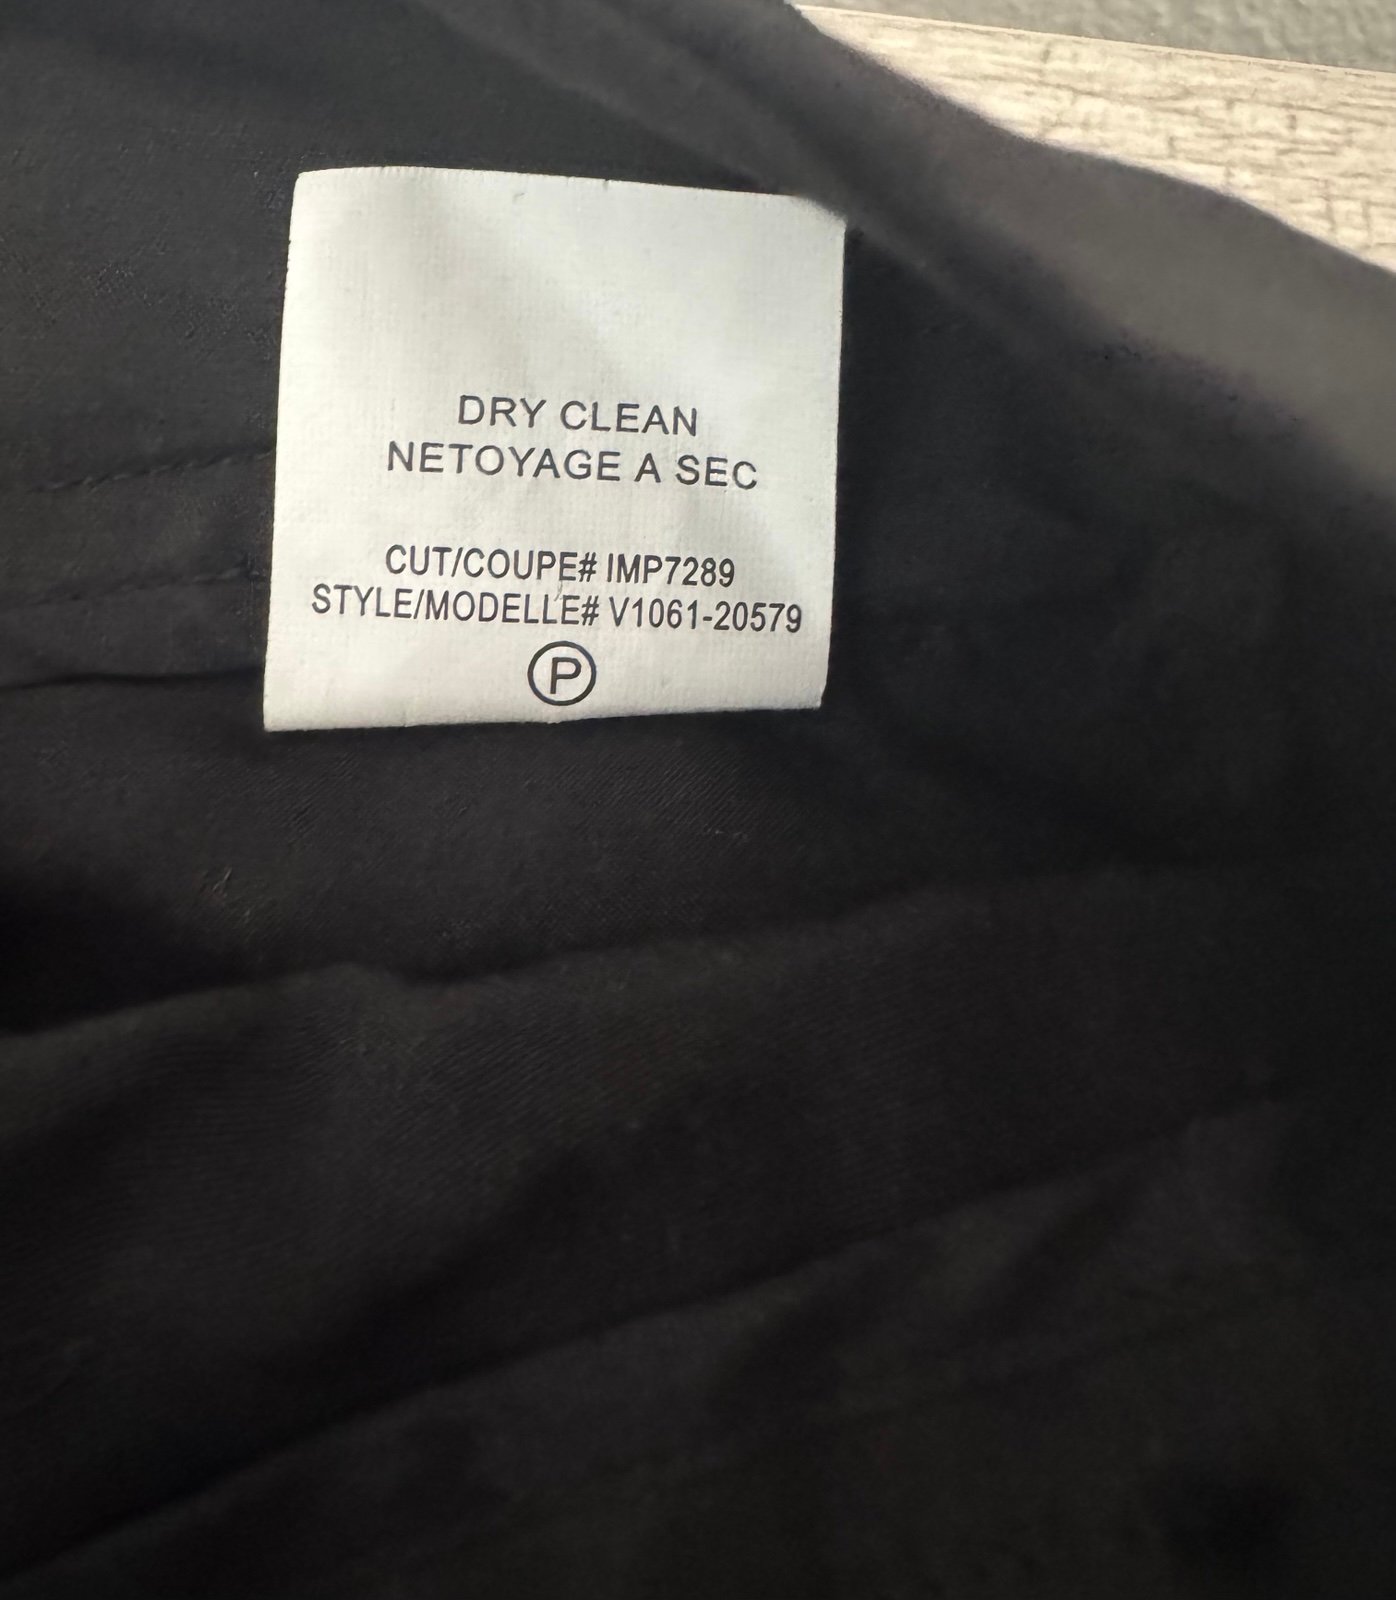 DRY CLEAN
NETOYAGE A SEC
CUT/COUPE# IMP7289
STYLE/MODELLE# V1061-20579
P